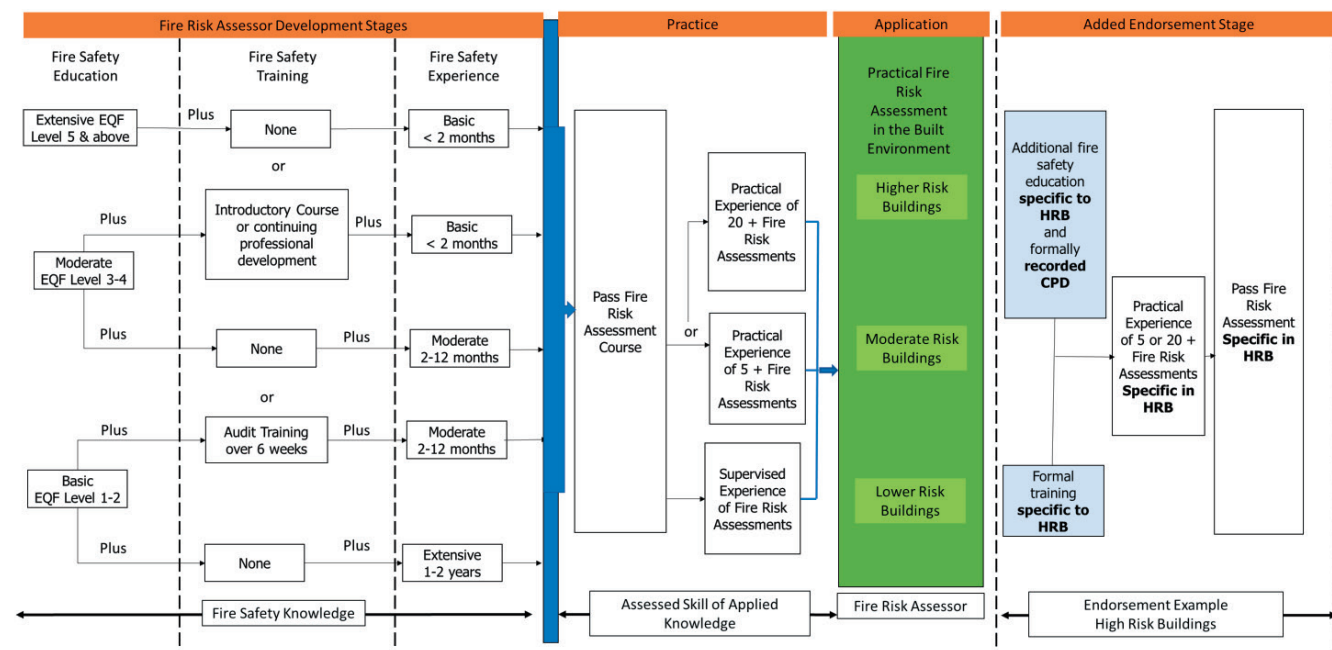 Fire Risk Assessor Development Stages
Practice
Application
Added Endorsement Stage
Fire Safety
Education
Fire Safety
Training
Fire Safety
Experience
Extensive EQF
Level 5 & above
Plus
None
Basic
< 2 months
or
Plus
Introductory Course
or continuing
professional
development
Plus
Basic
< 2 months
Moderate
EQF Level 3-4
Plus
None
Plus
Moderate
2-12 months
or
Plus
Audit Training
over 6 weeks
Plus
Moderate
2-12 months
Basic
EQF Level 1-2
Plus
None
Plus
Extensive
1-2 years
Fire Safety Knowledge
Pass Fire
Risk
Assessment
Course
or
Practical
Experience of
20 + Fire
Risk
Assessments
Practical
Experience
of 5 + Fire
Risk
Assessments
Supervised
Experience
of Fire Risk
Assessments
Assessed Skill of Applied
Knowledge
Practical Fire
Risk
Assessment
in the Built
Environment
Higher Risk
Buildings
Moderate Risk
Buildings
Lower Risk
Buildings
Fire Risk Assessor
Additional fire
safety
education
specific to
HRB
and
formally
recorded
CPD
Formal
training
specific to
HRB
Practical
Experience
of 5 or 20 +
Fire Risk
Assessments
Specific in
HRB
Pass Fire
Risk
Assessment
Specific in
HRB
Endorsement Example
High Risk Buildings